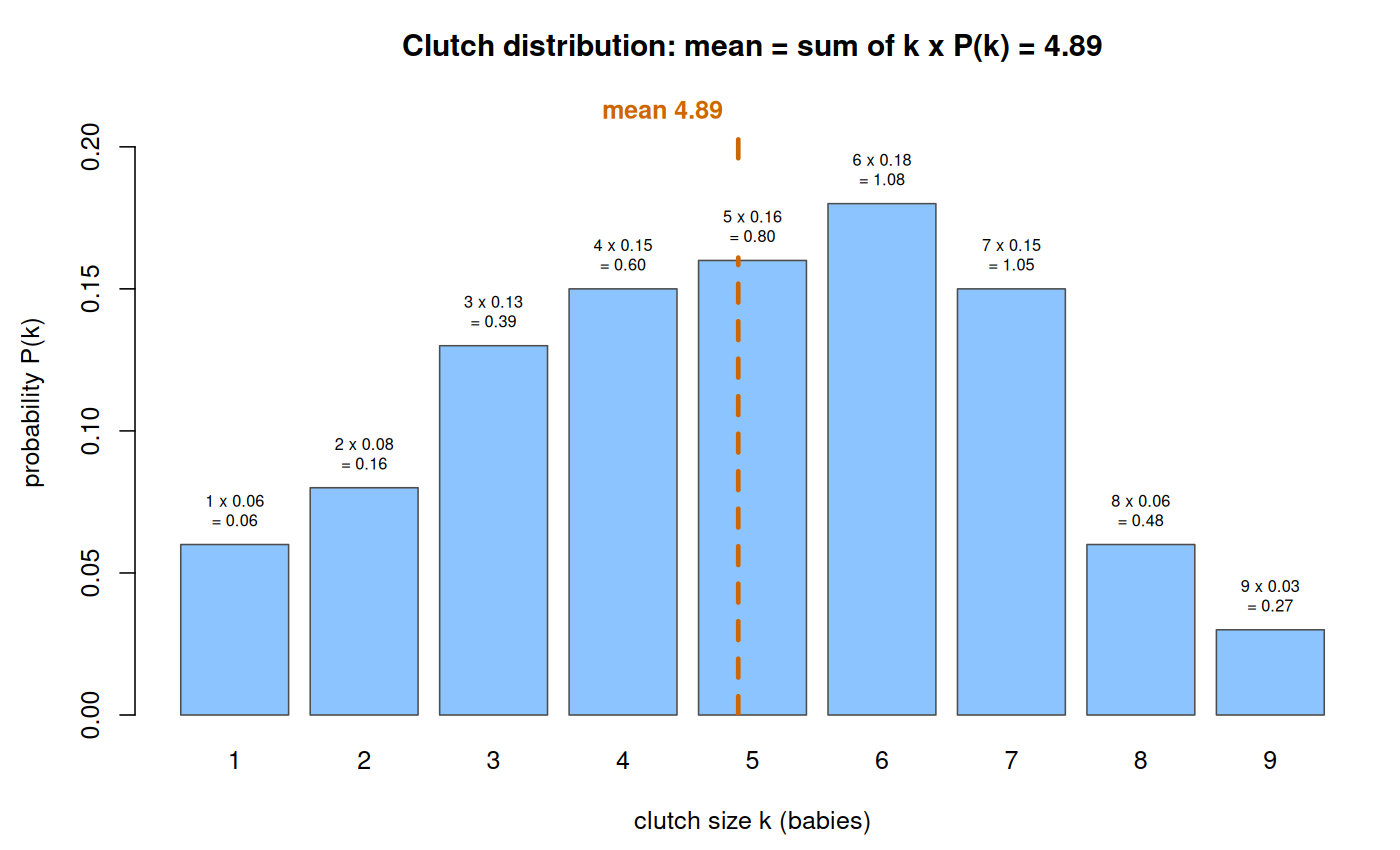 Clutch distribution: mean = sum of k x P(k) = 4.89
mean 4.89
probability P(k)
0.20
0.15
0.10
0.05
0.00
1 x 0.06
= 0.06
2 x 0.08
= 0.16
3 x 0.13
= 0.39
4 x 0.15
= 0.60
5 x 0.16
= 0.80
6 x 0.18
= 1.08
7 x 0.15
= 1.05
8 x 0.06
= 0.48
9 x 0.03
= 0.27
1 2 3 4 5 6 7 8 9
clutch size k (babies)